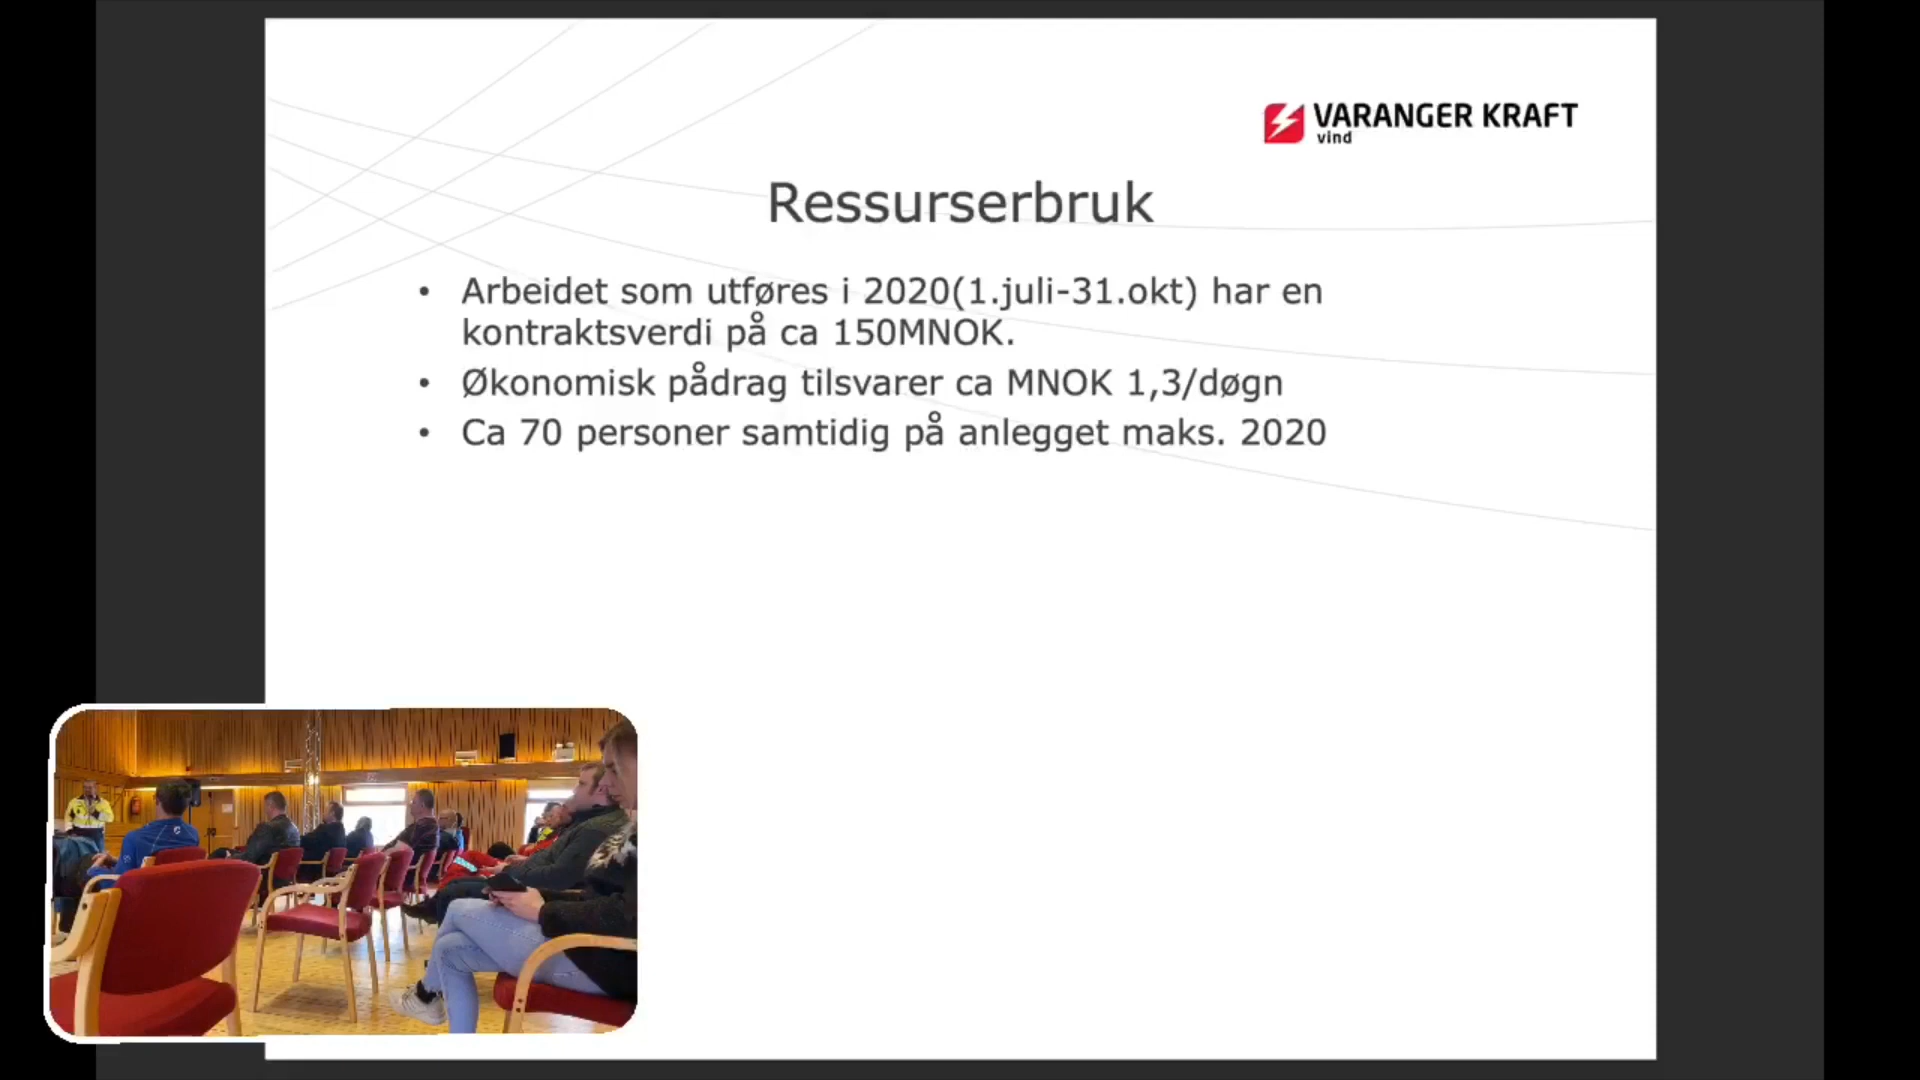 VARANGER KRAFT
vind
Ressurserbruk
• Arbeidet som utføres i 2020(1.juli-31.okt) har en
kontraktsverdi på ca 150MNOK.
• Økonomisk pådrag tilsvarer ca MNOK 1,3/døgn
• Ca 70 personer samtidig på anlegget maks. 2020